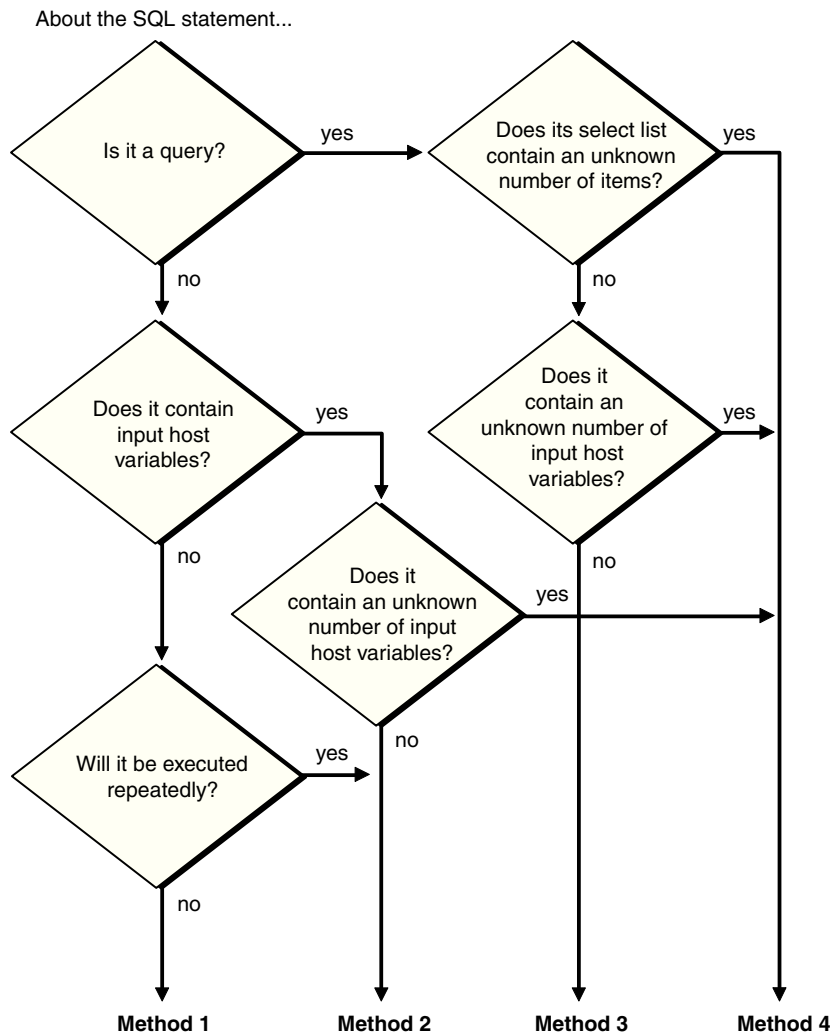 About the SQL statement...
Is it a query?
yes
Does its select list
contain an unknown
number of items?
yes
no
no
Does it contain
input host
variables?
yes
Does it
contain an
unknown number of
input host
variables?
yes
no
no
Does it
contain an unknown
number of input
host variables?
yes
no
Will it be executed
repeatedly?
yes
no
Method 1
Method 2
Method 3
Method 4